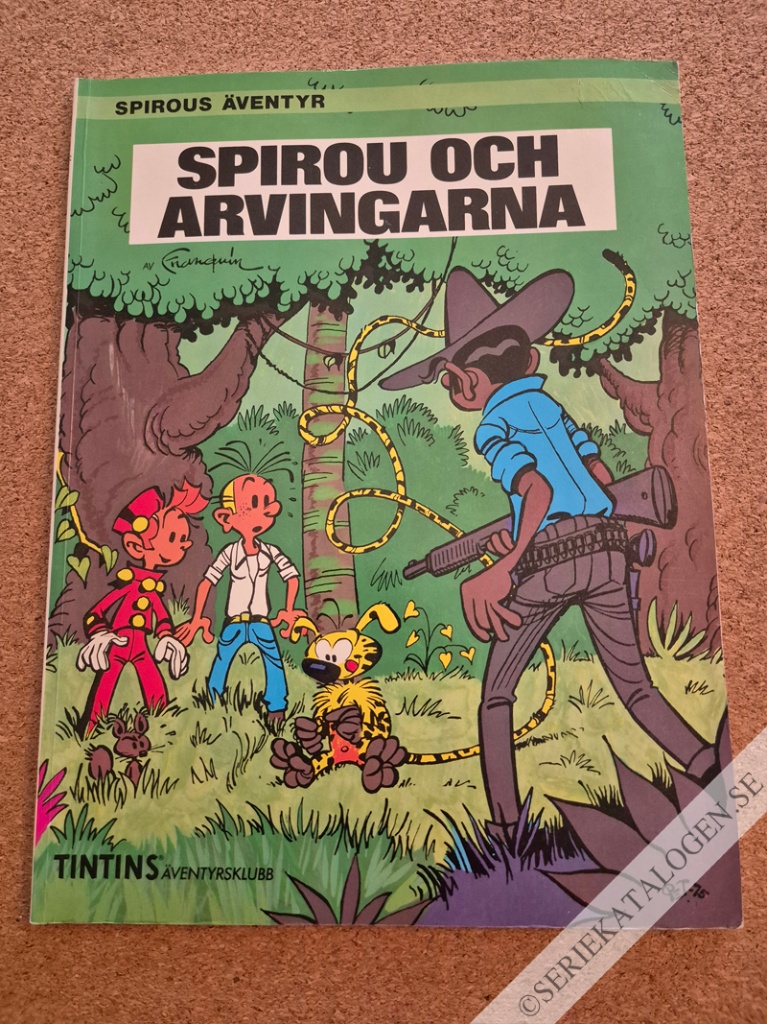 SPIROUS ÄVENTYR
SPIROU OCH
ARVINGARNA
AV Franquin
TINTINS® ÄVENTYRSKLUBB
©SERIEKATALOGEN.SE